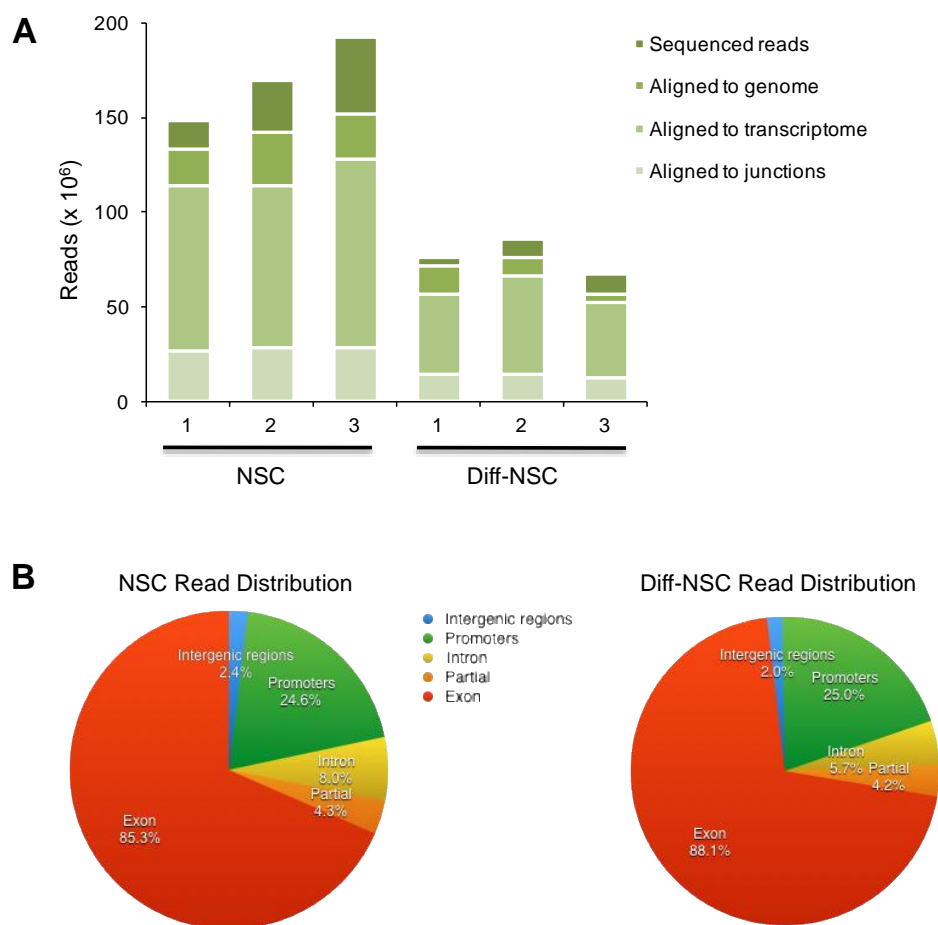 A
200
150
100
50
0
Reads (x 10⁶)
Sequenced reads
Aligned to genome
Aligned to transcriptome
Aligned to junctions
1 2 3 1 2 3
NSC Diff-NSC
B
NSC Read Distribution
Intergenic regions
2.4%
Promoters
24.6%
Intron
8.0%
Partial
4.3%
Exon
85.3%
Intergenic regions
Promoters
Intron
Partial
Exon
Diff-NSC Read Distribution
Intergenic regions
2.0%
Promoters
25.0%
Intron
5.7%
Partial
4.2%
Exon
88.1%